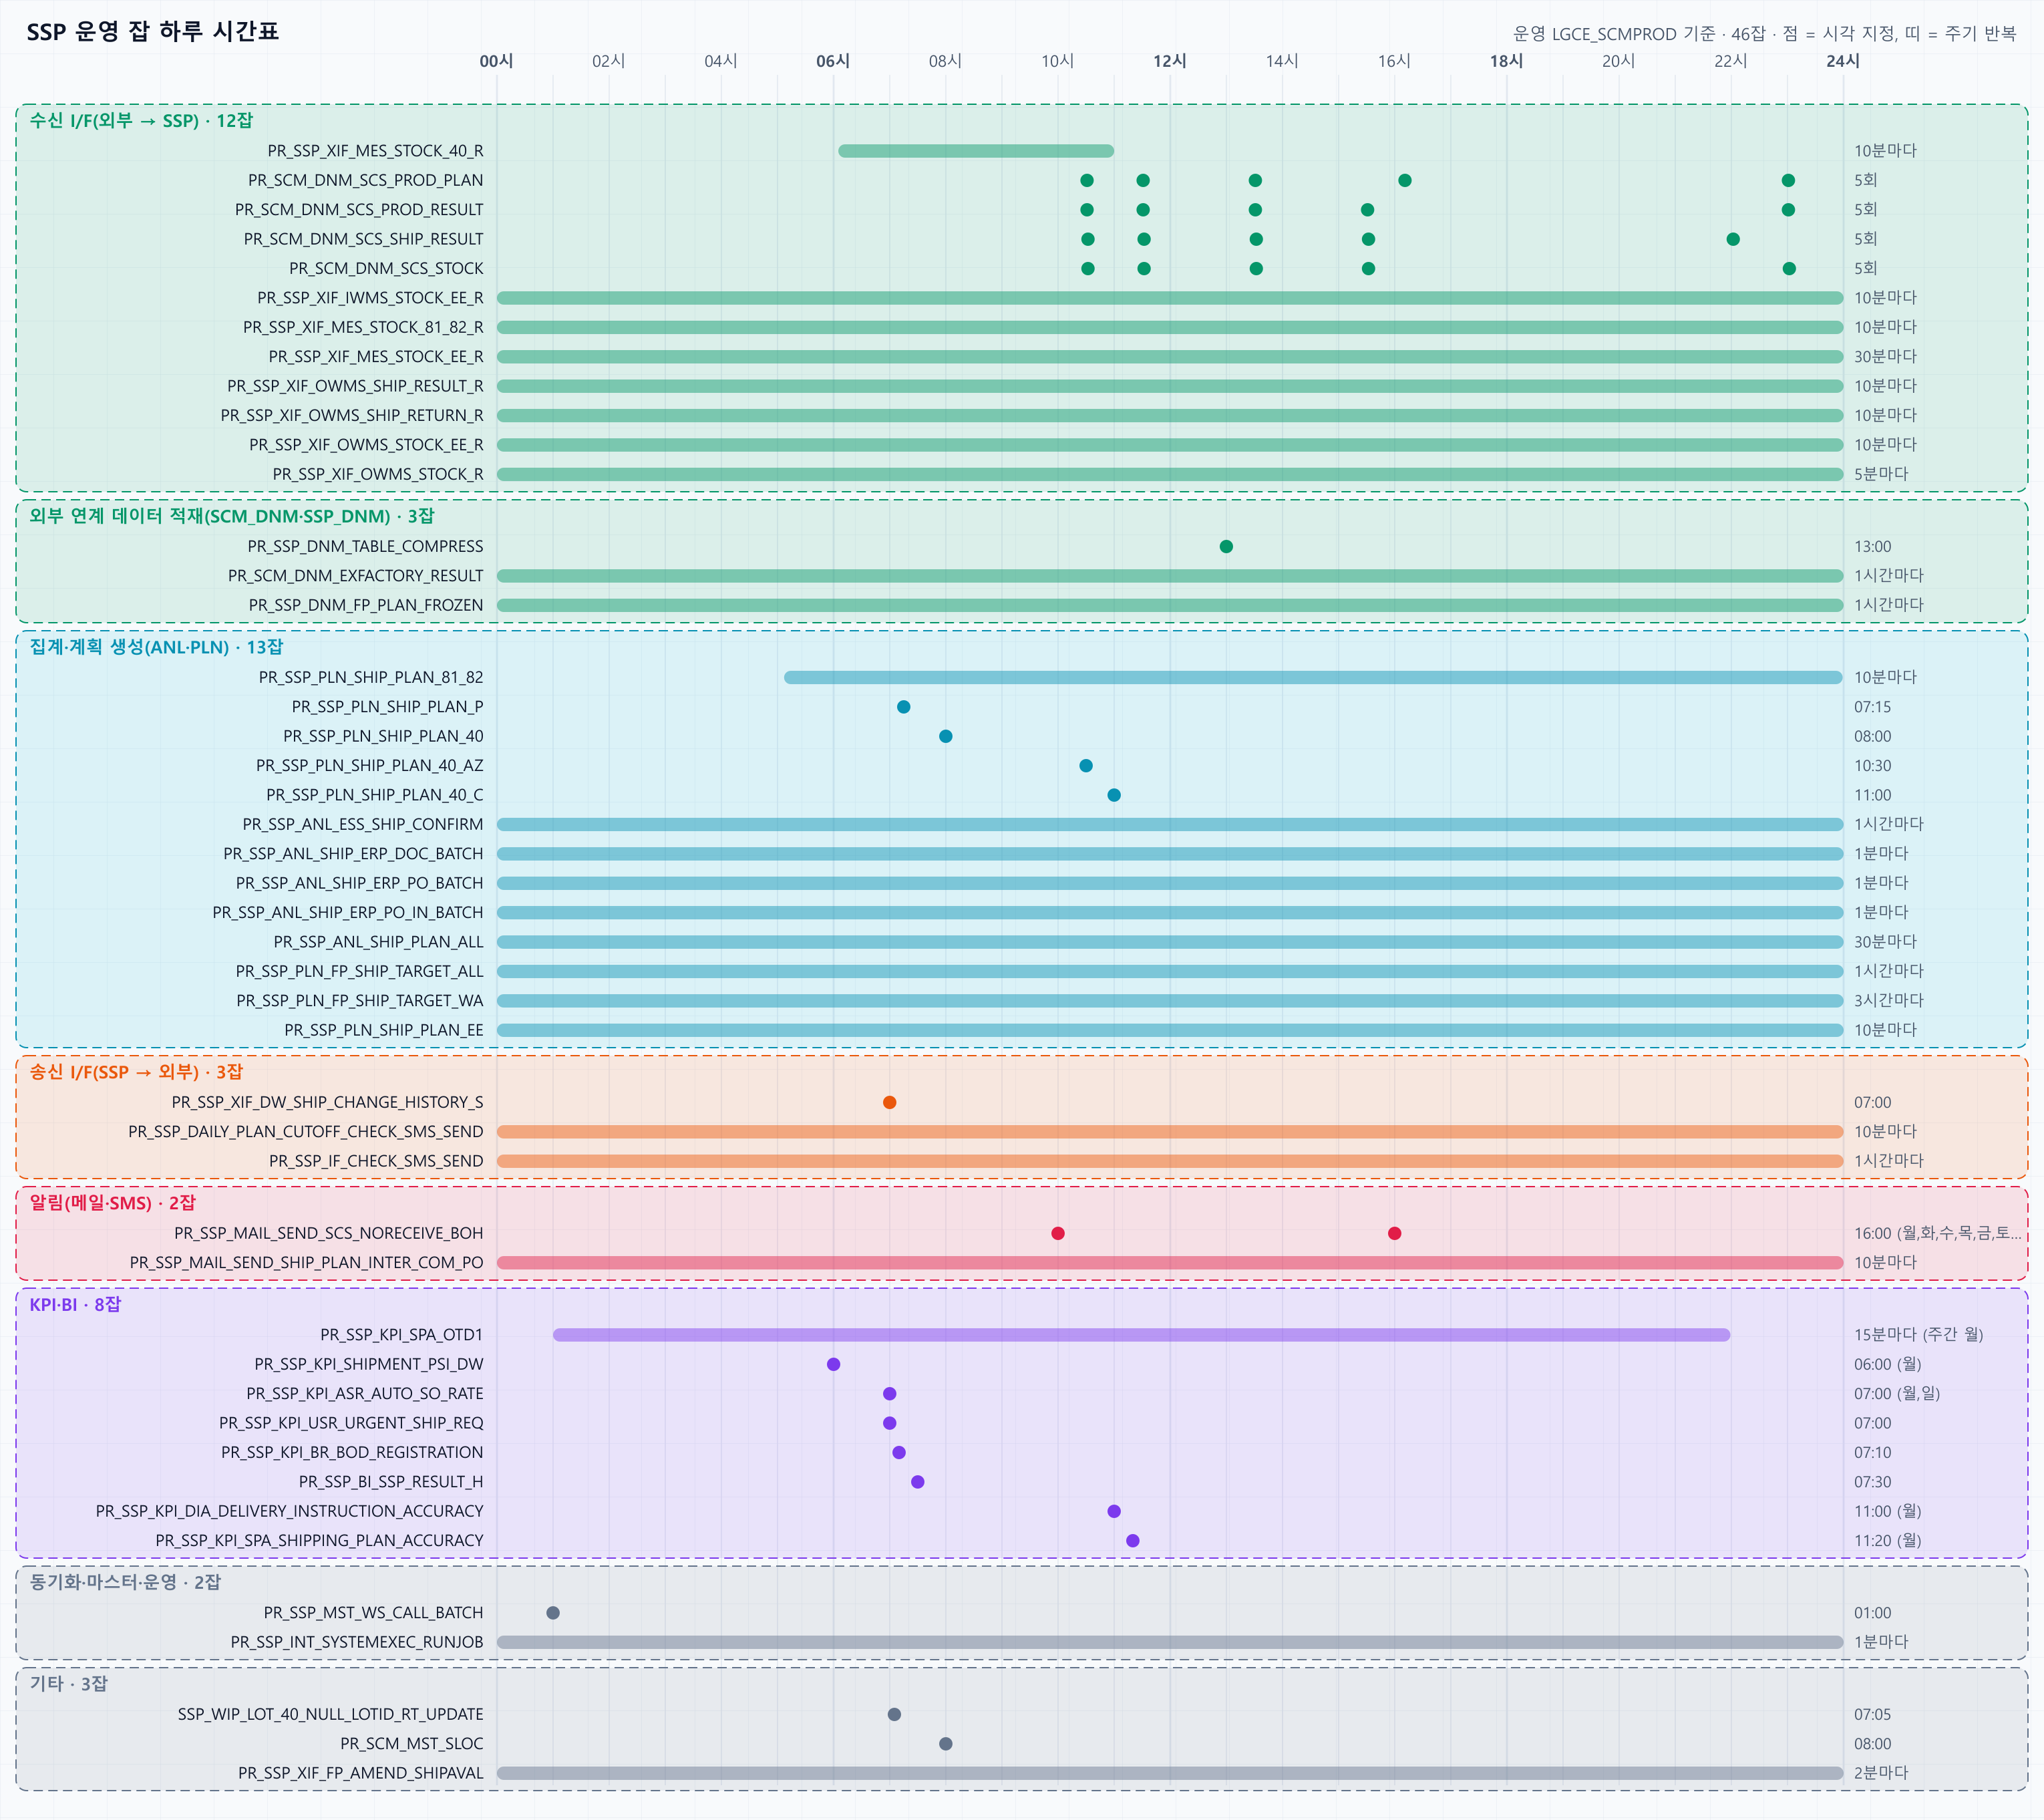 SSP 운영 잡 하루 시간표
운영 LGCE_SCMPROD 기준 · 46잡 · 점 = 시각 지정, 띠 = 주기 반복
00시 02시 04시 06시 08시 10시 12시 14시 16시 18시 20시 22시 24시
수신 I/F(외부 → SSP) · 12잡
PR_SSP_XIF_MES_STOCK_40_R 10분마다
PR_SCM_DNM_SCS_PROD_PLAN 5회
PR_SCM_DNM_SCS_PROD_RESULT 5회
PR_SCM_DNM_SCS_SHIP_RESULT 5회
PR_SCM_DNM_SCS_STOCK 5회
PR_SSP_XIF_IWMS_STOCK_EE_R 10분마다
PR_SSP_XIF_MES_STOCK_81_82_R 10분마다
PR_SSP_XIF_MES_STOCK_EE_R 30분마다
PR_SSP_XIF_OWMS_SHIP_RESULT_R 10분마다
PR_SSP_XIF_OWMS_SHIP_RETURN_R 10분마다
PR_SSP_XIF_OWMS_STOCK_EE_R 10분마다
PR_SSP_XIF_OWMS_STOCK_R 5분마다
외부 연계 데이터 적재(SCM_DNM·SSP_DNM) · 3잡
PR_SSP_DNM_TABLE_COMPRESS 13:00
PR_SCM_DNM_EXFACTORY_RESULT 1시간마다
PR_SSP_DNM_FP_PLAN_FROZEN 1시간마다
집계·계획 생성(ANL·PLN) · 13잡
PR_SSP_PLN_SHIP_PLAN_81_82 10분마다
PR_SSP_PLN_SHIP_PLAN_P 07:15
PR_SSP_PLN_SHIP_PLAN_40 08:00
PR_SSP_PLN_SHIP_PLAN_40_AZ 10:30
PR_SSP_PLN_SHIP_PLAN_40_C 11:00
PR_SSP_ANL_ESS_SHIP_CONFIRM 1시간마다
PR_SSP_ANL_SHIP_ERP_DOC_BATCH 1분마다
PR_SSP_ANL_SHIP_ERP_PO_BATCH 1분마다
PR_SSP_ANL_SHIP_ERP_PO_IN_BATCH 1분마다
PR_SSP_ANL_SHIP_PLAN_ALL 30분마다
PR_SSP_PLN_FP_SHIP_TARGET_ALL 1시간마다
PR_SSP_PLN_FP_SHIP_TARGET_WA 3시간마다
PR_SSP_PLN_SHIP_PLAN_EE 10분마다
송신 I/F(SSP → 외부) · 3잡
PR_SSP_XIF_DW_SHIP_CHANGE_HISTORY_S 07:00
PR_SSP_DAILY_PLAN_CUTOFF_CHECK_SMS_SEND 10분마다
PR_SSP_IF_CHECK_SMS_SEND 1시간마다
알림(메일·SMS) · 2잡
PR_SSP_MAIL_SEND_SCS_NORECEIVE_BOH 16:00 (월,화,수,목,금,토…
PR_SSP_MAIL_SEND_SHIP_PLAN_INTER_COM_PO 10분마다
KPI·BI · 8잡
PR_SSP_KPI_SPA_OTD1 15분마다 (주간 월)
PR_SSP_KPI_SHIPMENT_PSI_DW 06:00 (월)
PR_SSP_KPI_ASR_AUTO_SO_RATE 07:00 (월,일)
PR_SSP_KPI_USR_URGENT_SHIP_REQ 07:00
PR_SSP_KPI_BR_BOD_REGISTRATION 07:10
PR_SSP_BI_SSP_RESULT_H 07:30
PR_SSP_KPI_DIA_DELIVERY_INSTRUCTION_ACCURACY 11:00 (월)
PR_SSP_KPI_SPA_SHIPPING_PLAN_ACCURACY 11:20 (월)
동기화·마스터·운영 · 2잡
PR_SSP_MST_WS_CALL_BATCH 01:00
PR_SSP_INT_SYSTEMEXEC_RUNJOB 1분마다
기타 · 3잡
SSP_WIP_LOT_40_NULL_LOTID_RT_UPDATE 07:05
PR_SCM_MST_SLOC 08:00
PR_SSP_XIF_FP_AMEND_SHIPAVAL 2분마다